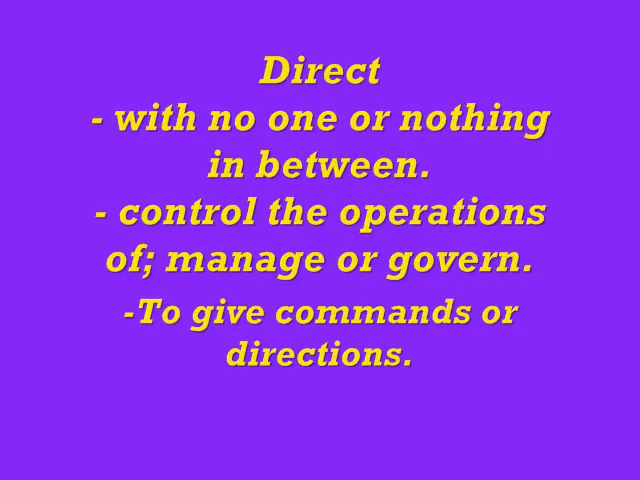 Direct
- with no one or nothing
in between.
- control the operations
of; manage or govern.
-To give commands or
directions.